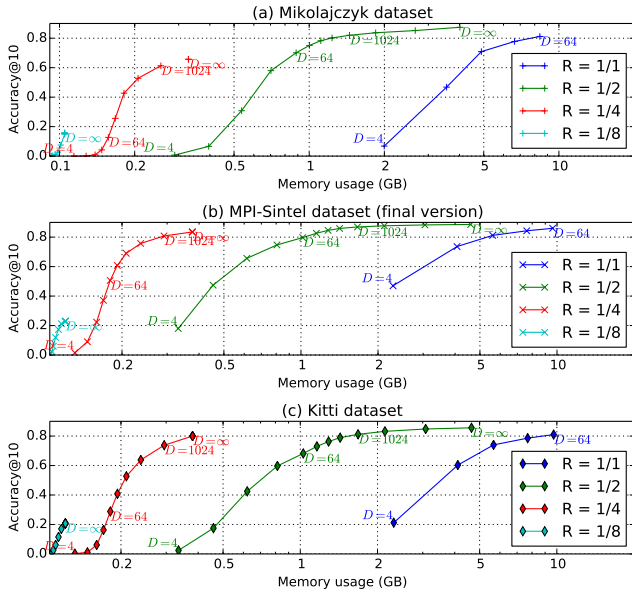 (a) Mikolajczyk dataset
Accuracy@10
0.8
0.6
0.4
0.2
0.0
D=∞
D=64
D=1024
D=∞
D=1024
D=64
D=64
D=∞
D=4
D=4
D=4
R = 1/1
R = 1/2
R = 1/4
R = 1/8
0.1
0.2
0.5
1
2
5
10
Memory usage (GB)
(b) MPI-Sintel dataset (final version)
Accuracy@10
0.8
0.6
0.4
0.2
0.0
D=∞
D=64
D=1024
D=∞
D=1024
D=64
D=4
D=64
D=4
D=∞
D=4
R = 1/1
R = 1/2
R = 1/4
R = 1/8
0.2
0.5
1
2
5
10
Memory usage (GB)
(c) Kitti dataset
Accuracy@10
0.8
0.6
0.4
0.2
0.0
D=∞
D=64
D=1024
D=∞
D=1024
D=64
D=64
D=4
D=∞
D=4
D=4
R = 1/1
R = 1/2
R = 1/4
R = 1/8
0.2
0.5
1
2
5
10
Memory usage (GB)